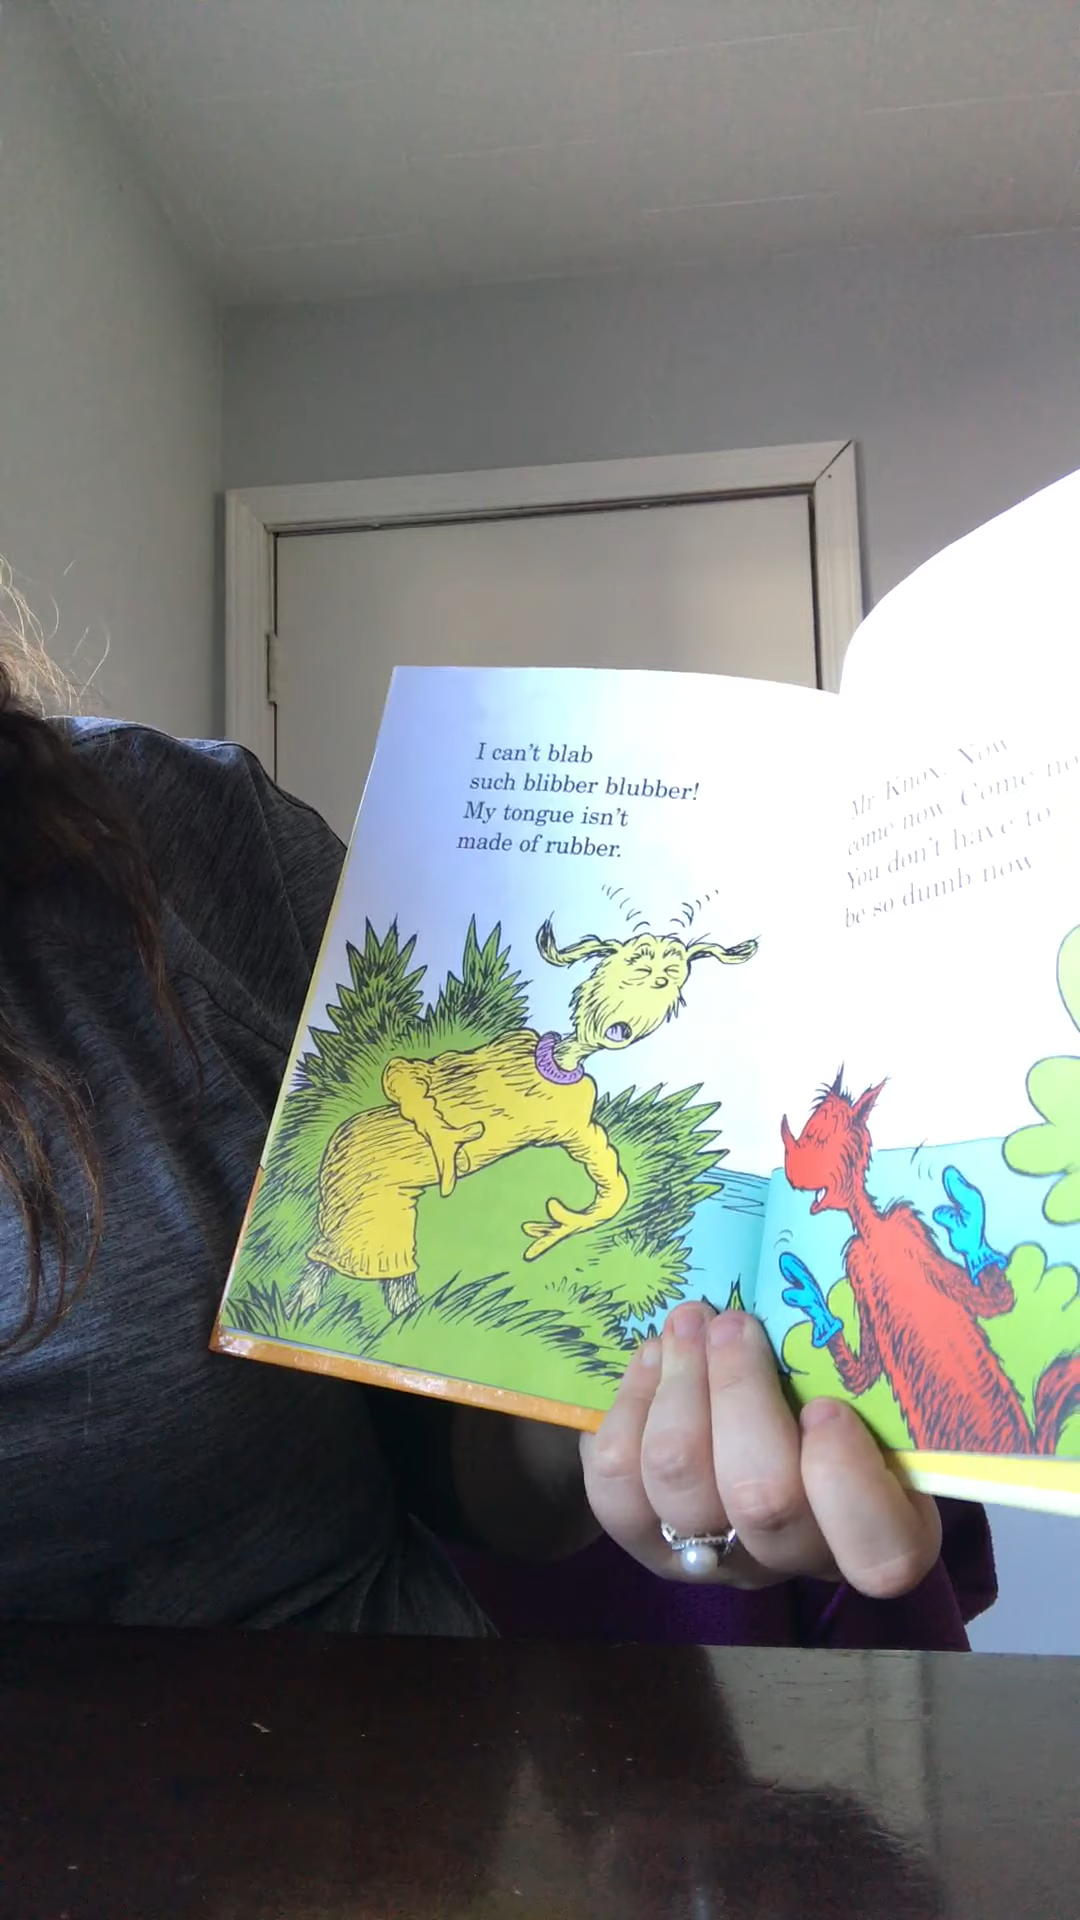 I can't blab
such blibber blubber!
My tongue isn't
made of rubber.
Mr. Knox. Now
come now. Come now
You don't have to
be so dumb now